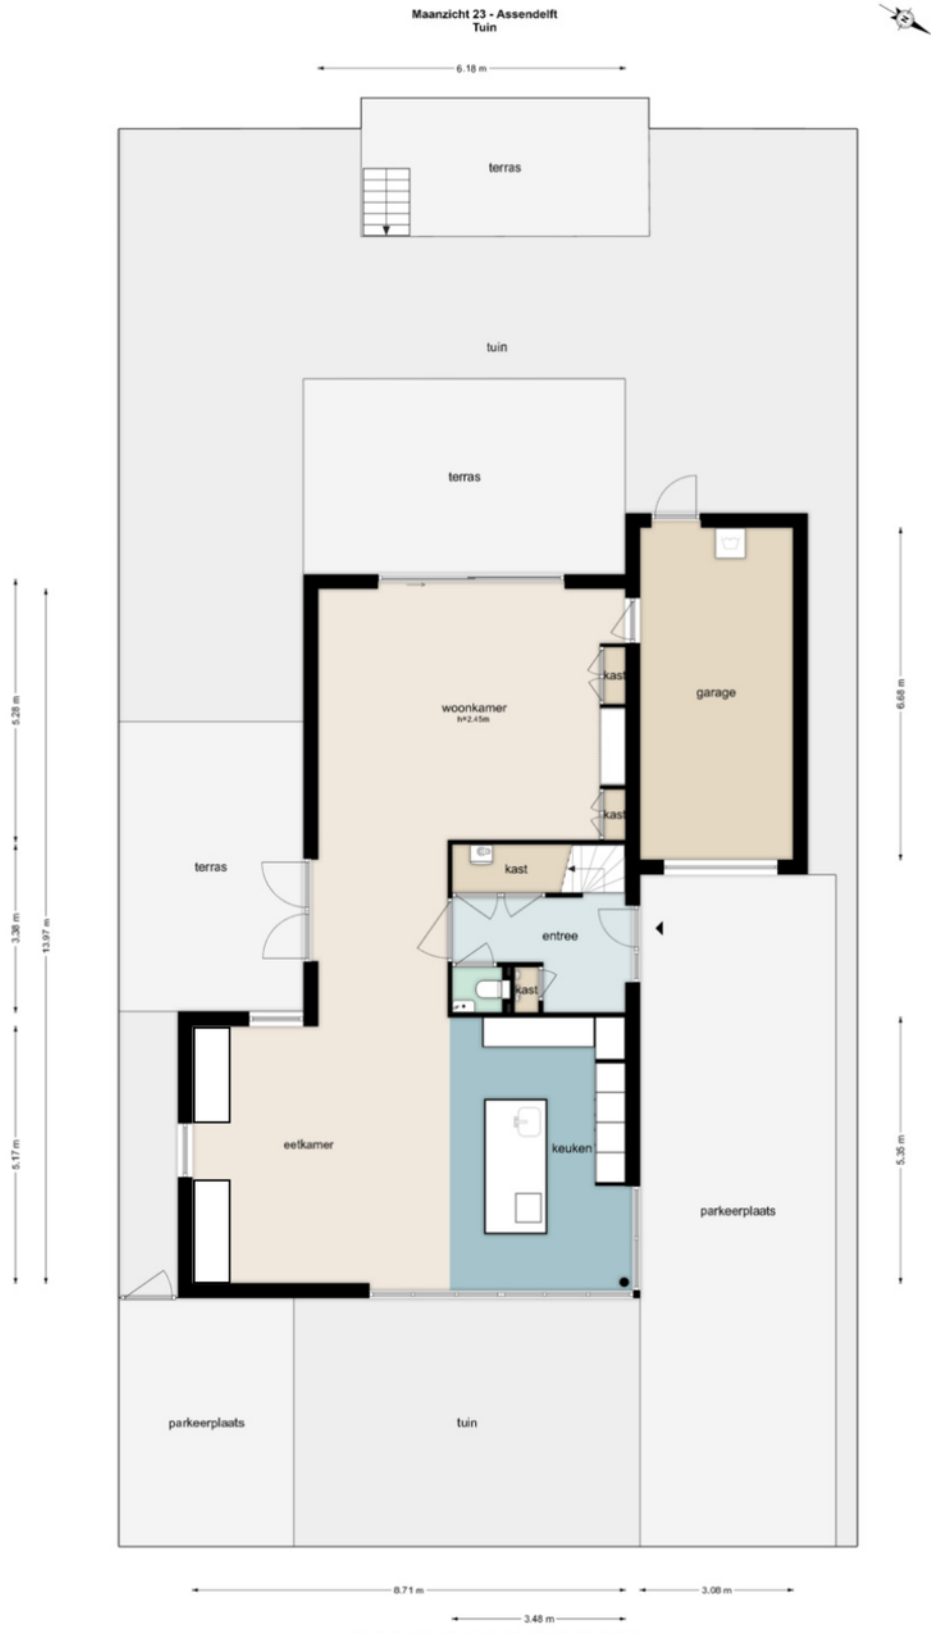 Maanzicht 23 - Assendelft
Tuin
N
6.18 m
terras
tuin
terras
5.28 m
woonkamer
h=2.45m
kast
garage
6.68 m
kast
terras
kast
3.38 m
13.97 m
entree
kast
5.17 m
eetkamer
keuken
5.35 m
parkeerplaats
parkeerplaats
tuin
8.71 m
3.08 m
3.48 m